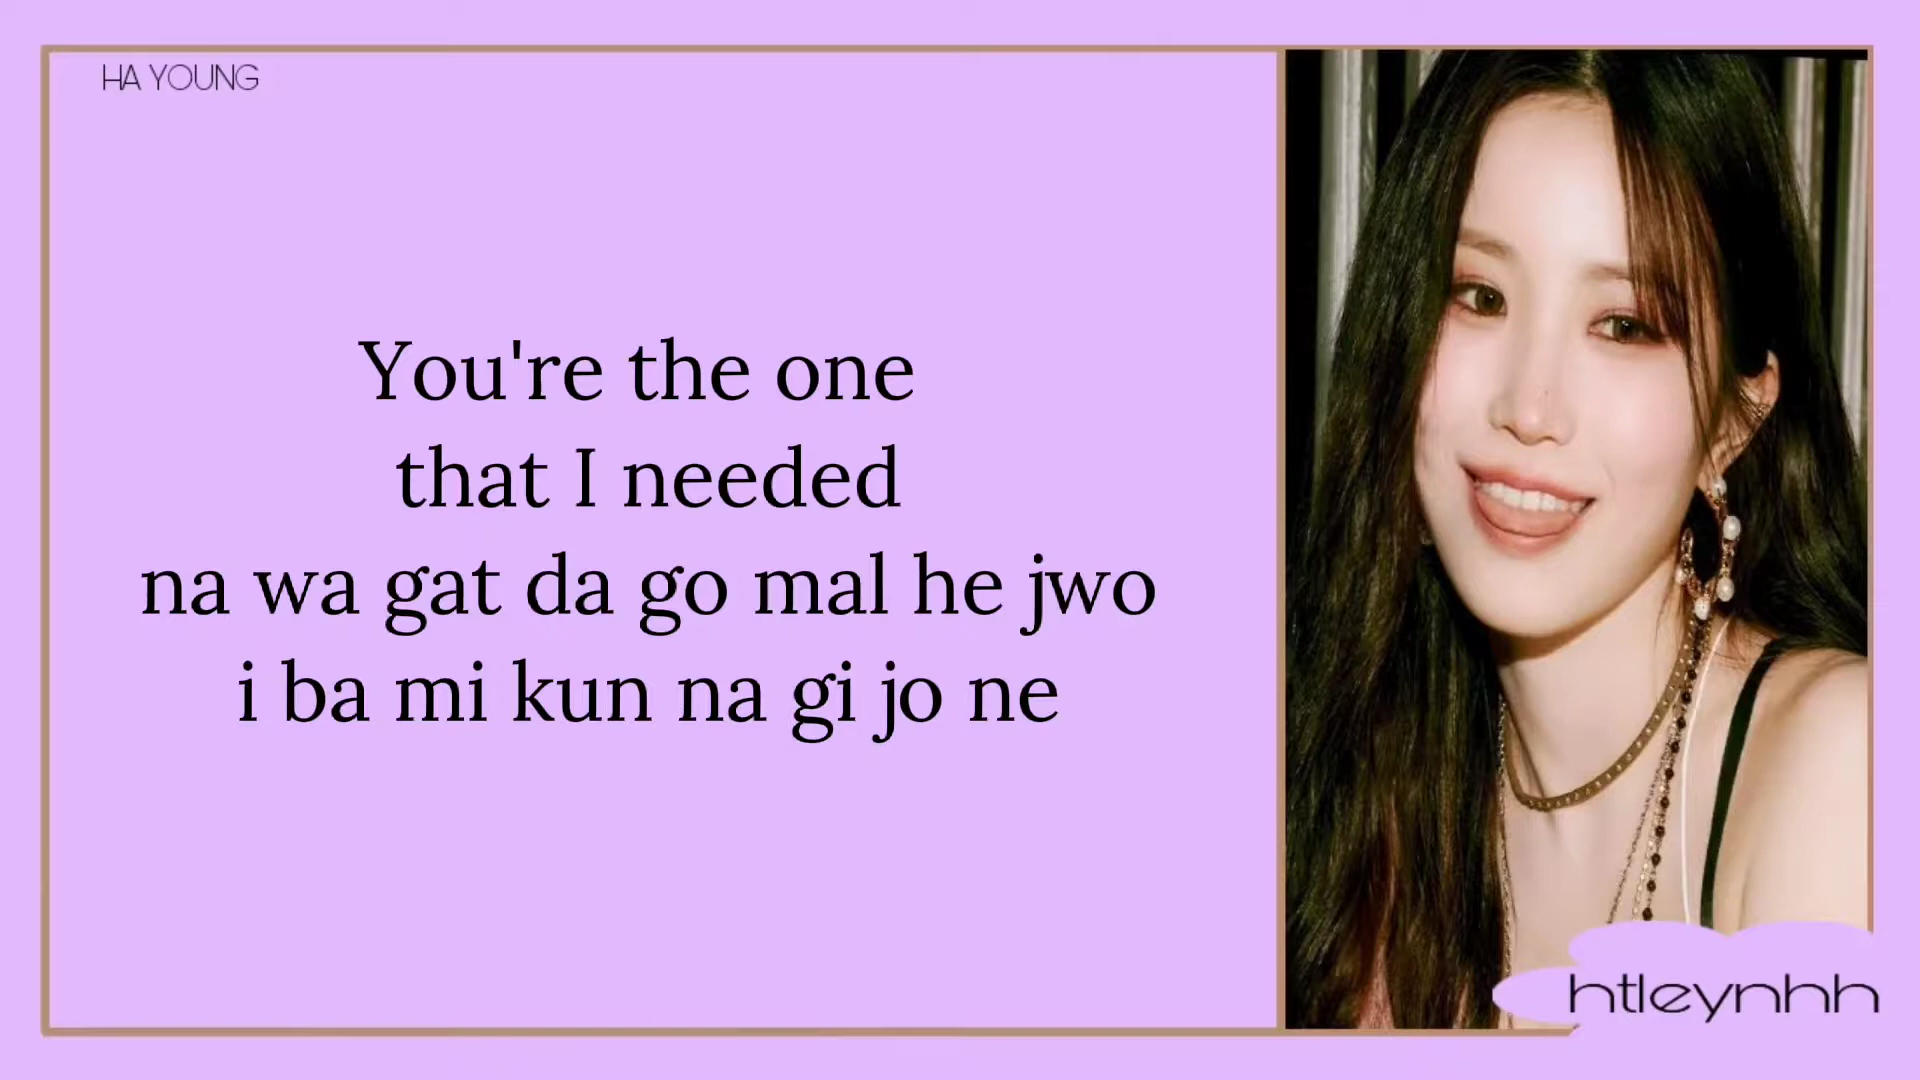 HA YOUNG
You're the one
that I needed
na wa gat da go mal he jwo
i ba mi kun na gi jo ne
htleynhh